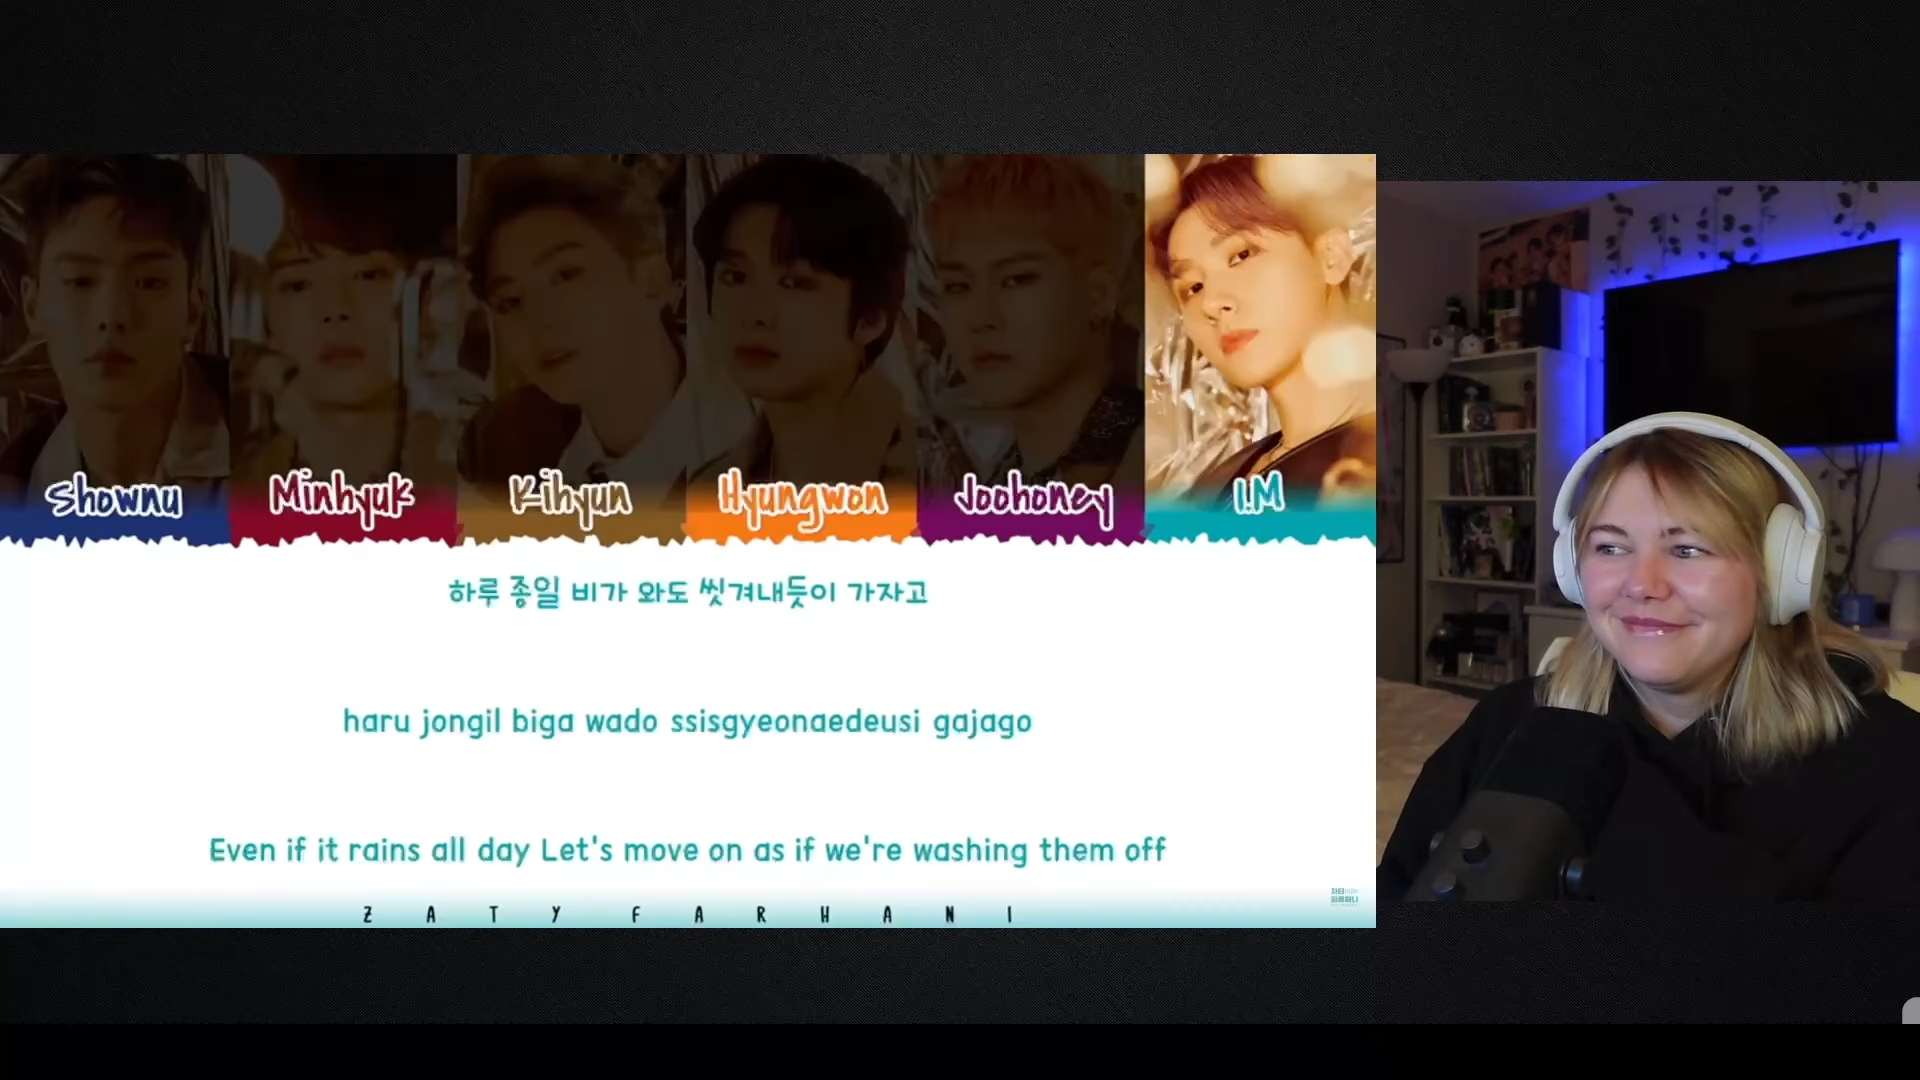 Shownu Minhyuk Kihyun Hyungwon Joohoney I.M
하루 종일 비가 와도 씻겨내듯이 가자고
haru jongil biga wado ssisgyeonaedeusi gajago
Even if it rains all day Let's move on as if we're washing them off
ZATY FARHANI